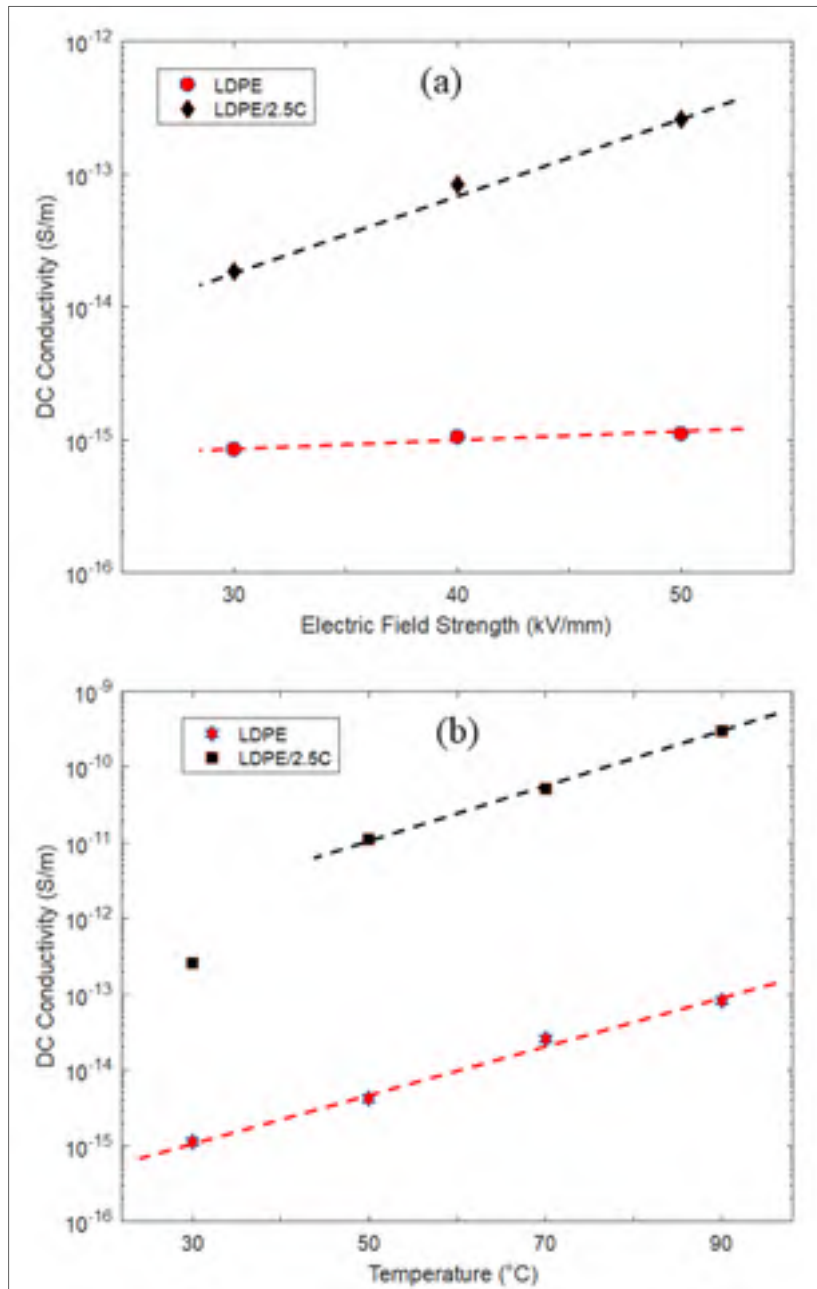 (a)
LDPE
LDPE/2.5C
DC Conductivity (S/m)
10^-12
10^-13
10^-14
10^-15
10^-16
30 40 50
Electric Field Strength (kV/mm)
(b)
LDPE
LDPE/2.5C
DC Conductivity (S/m)
10^-9
10^-10
10^-11
10^-12
10^-13
10^-14
10^-15
10^-16
30 50 70 90
Temperature (°C)